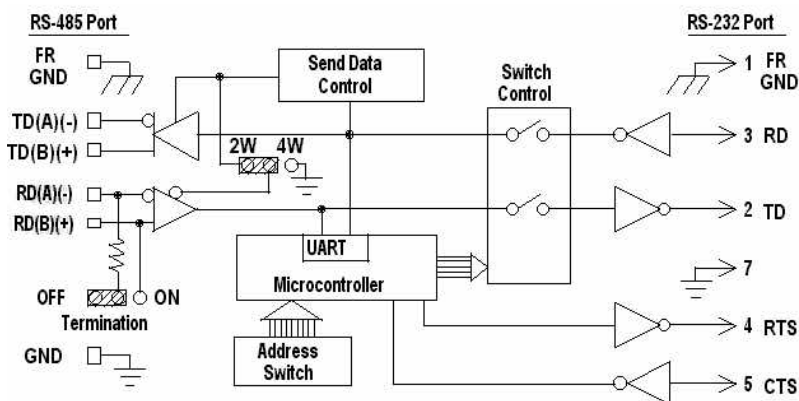 RS-485 Port
RS-232 Port
FR
GND
Send Data
Control
Switch
Control
1 FR
GND
TD(A)(-)
TD(B)(+)
3 RD
2W 4W
RD(A)(-)
RD(B)(+)
2 TD
UART
Microcontroller
7
OFF ON
Termination
4 RTS
GND
Address
Switch
5 CTS